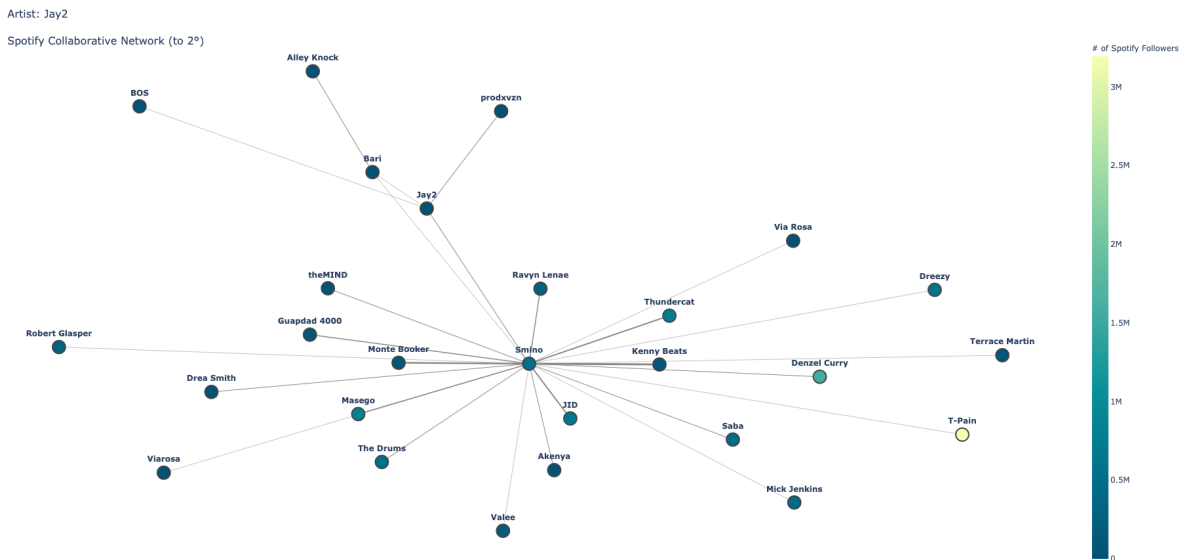 Artist: Jay2
Spotify Collaborative Network (to 2°)
# of Spotify Followers
Alley Knock
BOS
prodxvzn
3M
Bari
2.5M
Jay2
Via Rosa
2M
theMIND
Ravyn Lenae
Dreezy
Thundercat
Guapdad 4000
1.5M
Robert Glasper
Terrace Martin
Monte Booker
Smino
Kenny Beats
Denzel Curry
Drea Smith
Masego
JID
1M
T-Pain
Saba
The Drums
Akenya
Viarosa
0.5M
Mick Jenkins
Valee
0